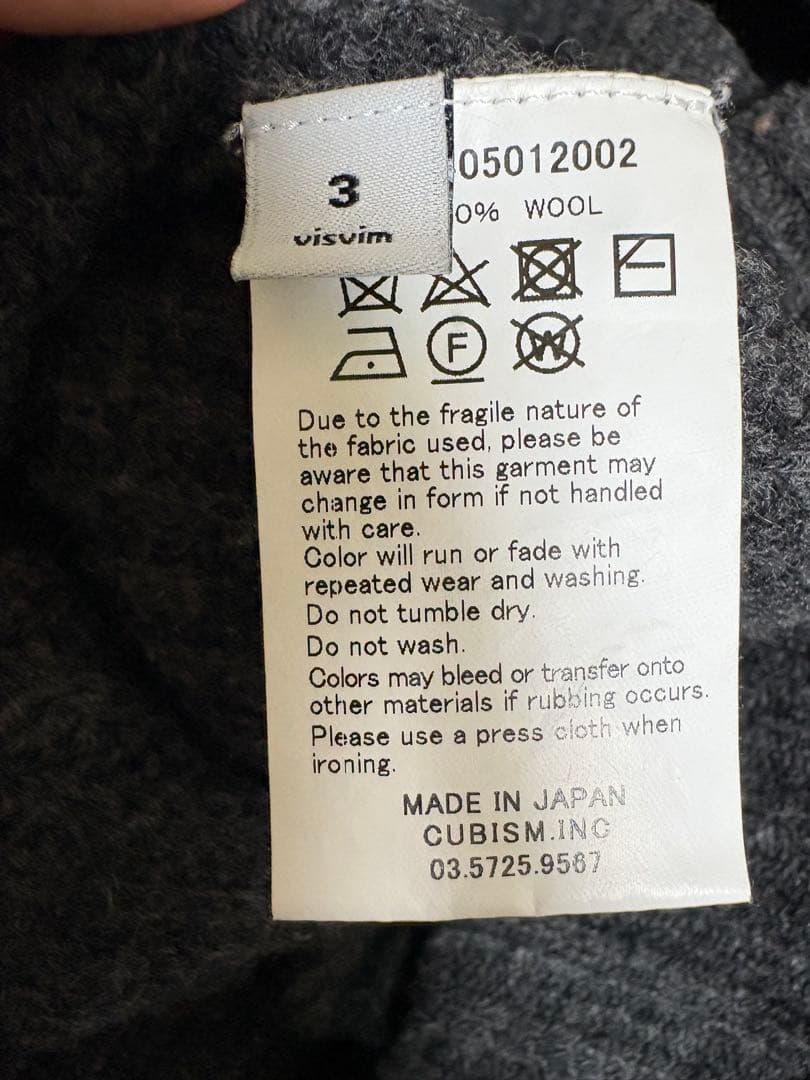 3
visvim
05012002
0% WOOL
F
W
Due to the fragile nature of
the fabric used, please be
aware that this garment may
change in form if not handled
with care.
Color will run or fade with
repeated wear and washing.
Do not tumble dry.
Do not wash.
Colors may bleed or transfer onto
other materials if rubbing occurs.
Please use a press cloth when
ironing.
MADE IN JAPAN
CUBISM.INC
03.5725.9567